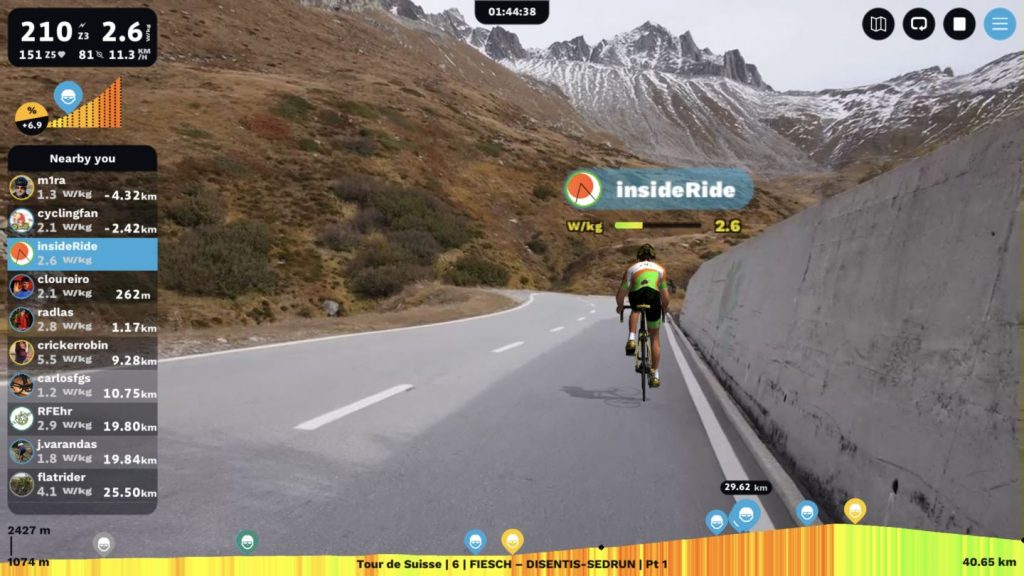 01:44:38
210 Z3 2.6 W/KG
151 Z5 81 11.3 KM/H
%
+6.9
Nearby you
m1ra
1.3 W/kg -4.32km
cyclingfan
2.1 W/kg -2.42km
insideRide
2.6 W/kg
cloureiro
2.1 W/kg 262m
radlas
2.8 W/kg 1.17km
crickerrobin
5.5 W/kg 9.28km
carlosfgs
1.2 W/kg 10.75km
RFEhr
2.9 W/kg 19.80km
j.varandas
1.8 W/kg 19.84km
flatrider
4.1 W/kg 25.50km
insideRide
W/kg 2.6
29.62 km
2427 m
1074 m
Tour de Suisse | 6 | FIESCH – DISENTIS-SEDRUN | Pt 1
40.65 km